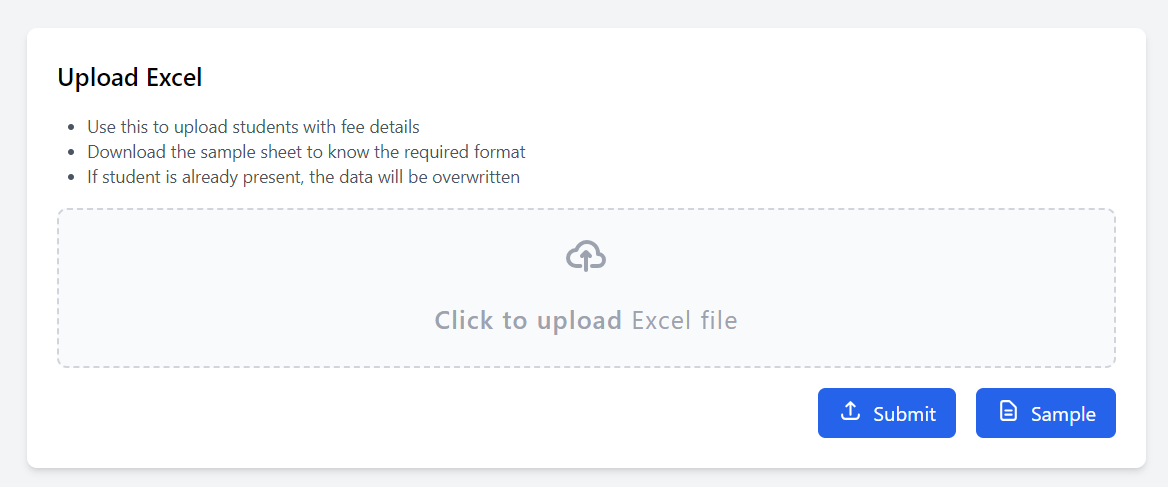 Upload Excel
Use this to upload students with fee details
Download the sample sheet to know the required format
If student is already present, the data will be overwritten
Click to upload Excel file
Submit
Sample